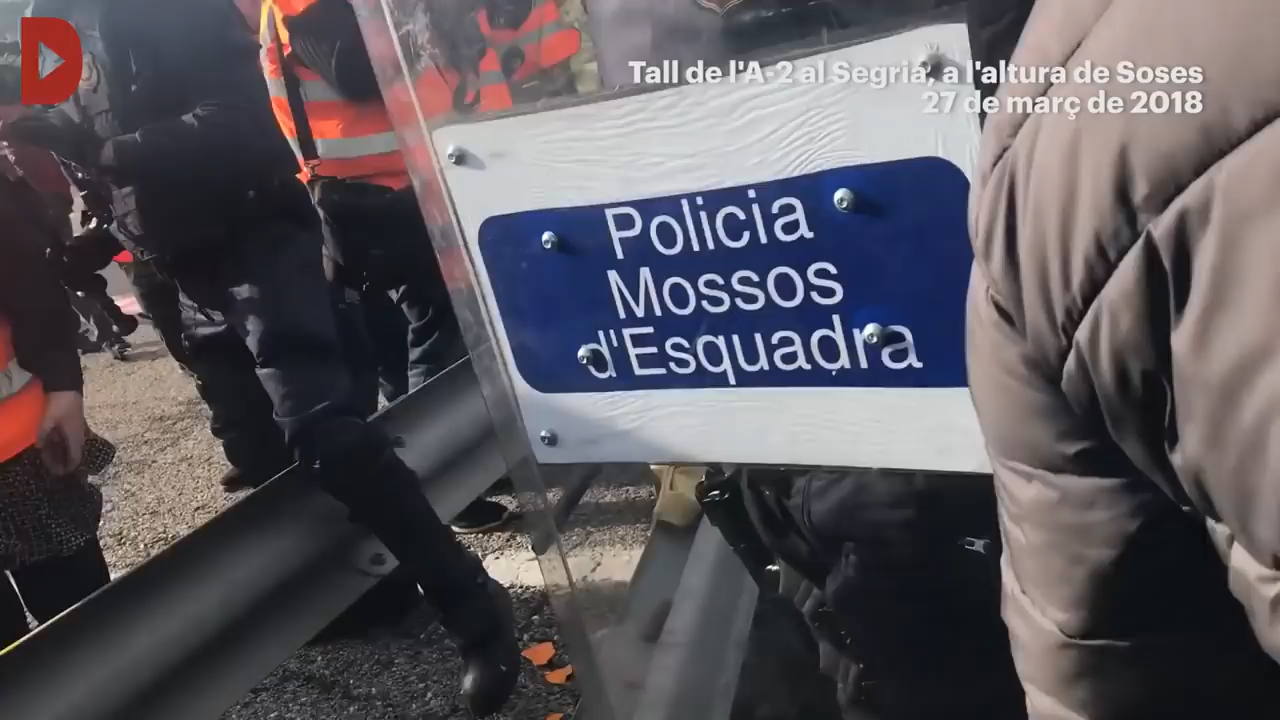 D
Tall de l'A-2 al Segrià, a l'altura de Soses
27 de març de 2018
Policia
Mossos
d'Esquadra